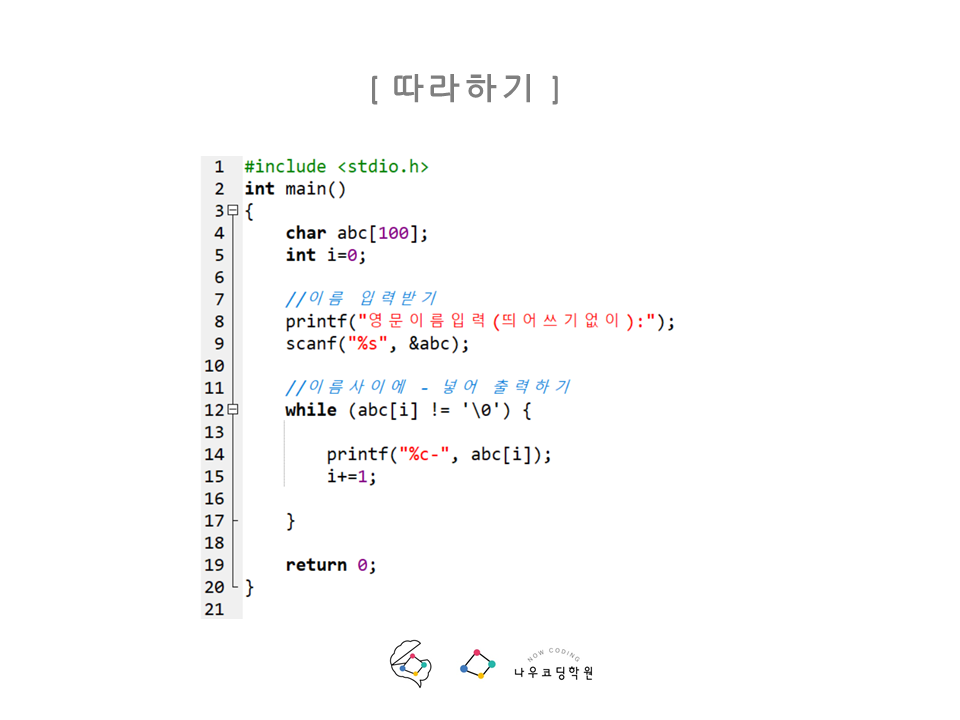 [ 따라하기 ]
1 #include <stdio.h>
2 int main()
3 {
4 char abc[100];
5 int i=0;
6
7 //이름 입력받기
8 printf("영문이름입력(띄어쓰기없이):");
9 scanf("%s", &abc);
10
11 //이름사이에 - 넣어 출력하기
12 while (abc[i] != '\0') {
13
14 printf("%c-", abc[i]);
15 i+=1;
16
17 }
18
19 return 0;
20 }
21
NOW CODING
나우코딩학원